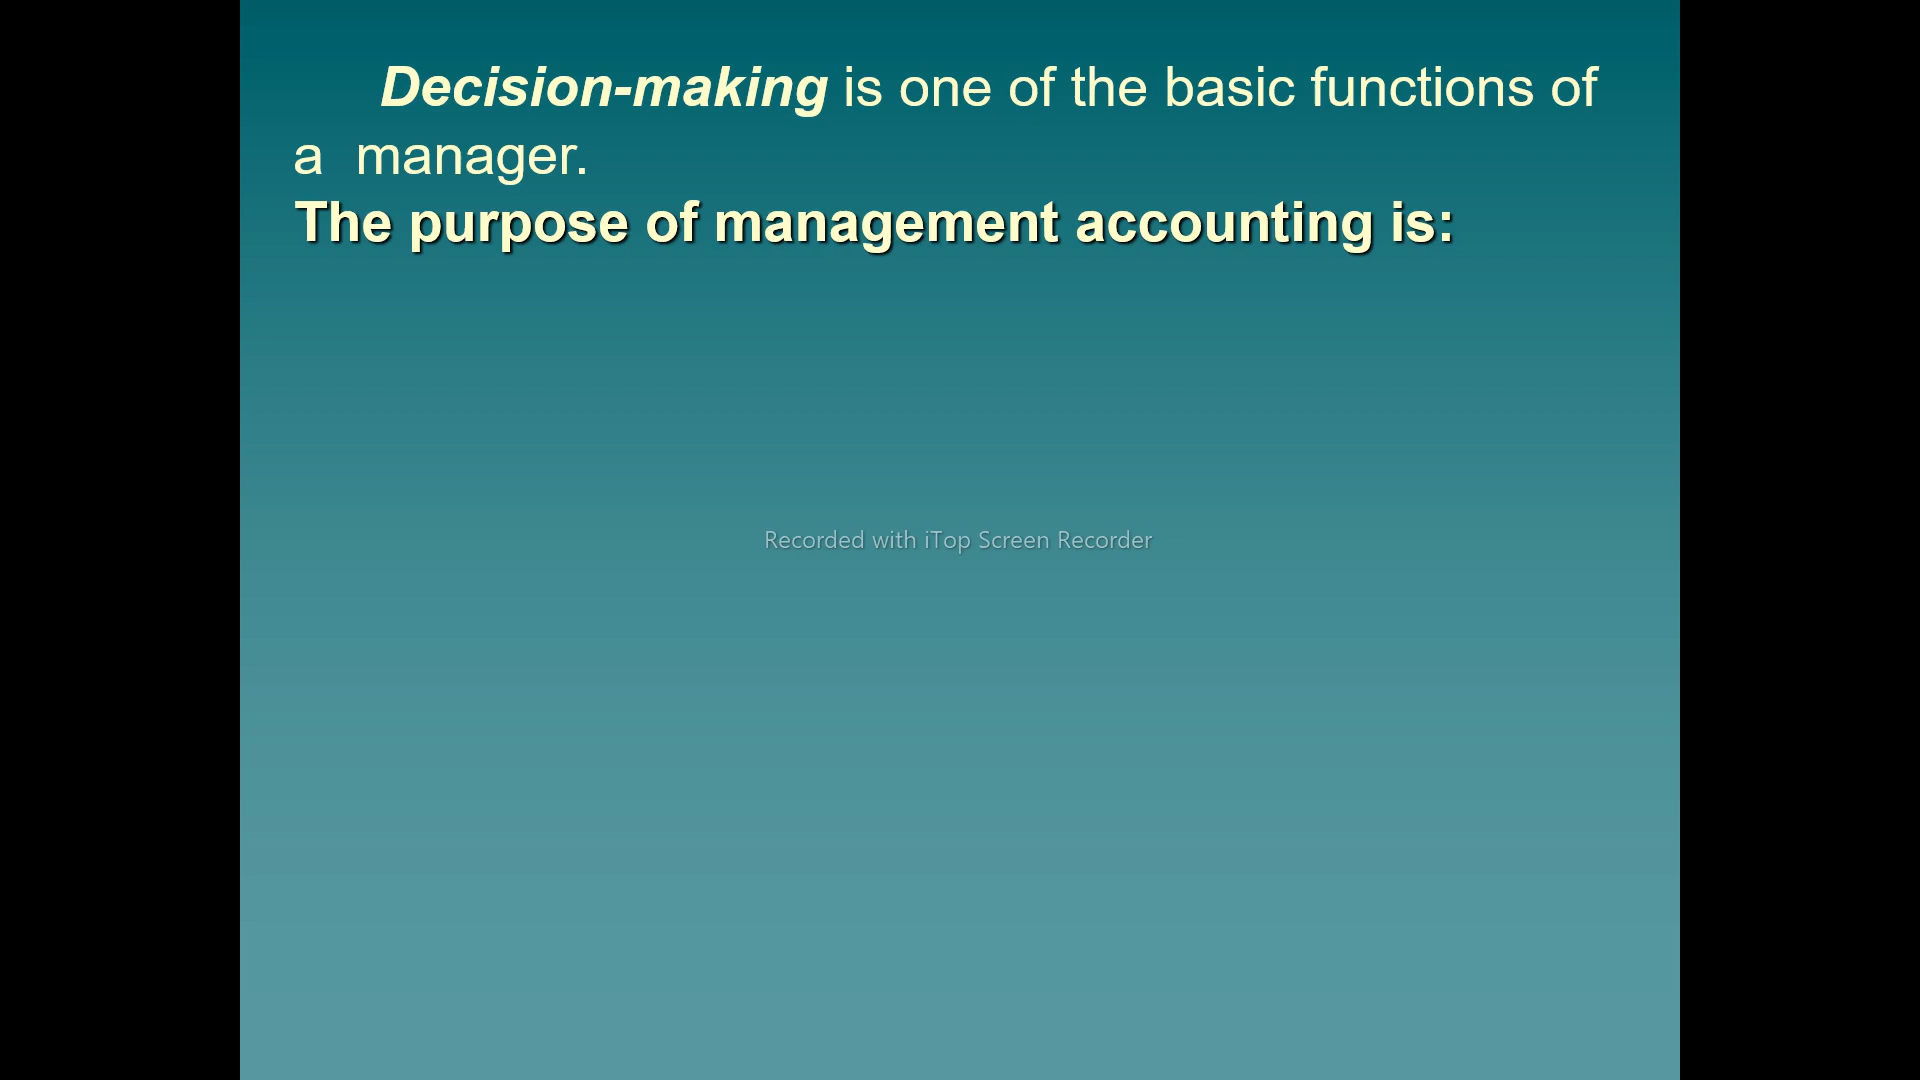 Decision-making is one of the basic functions of
a manager.
The purpose of management accounting is:
Recorded with iTop Screen Recorder